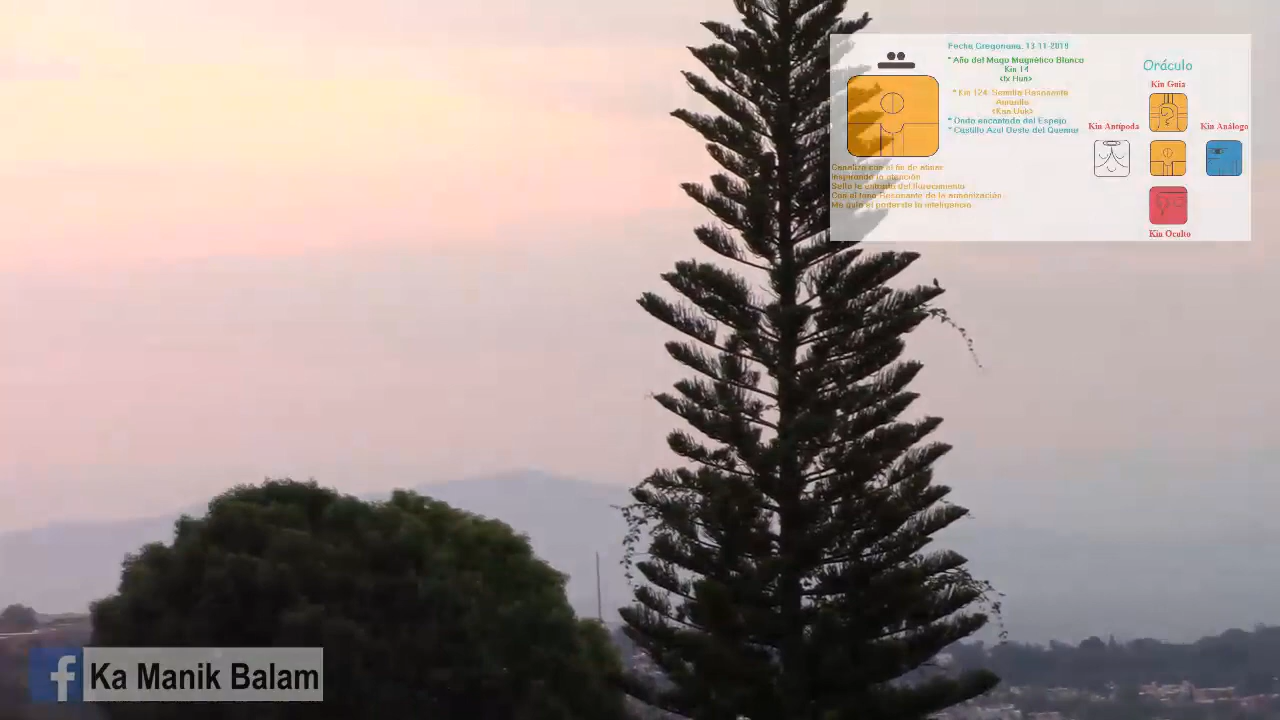 Fecha Gregoriana: 13-11-2019
* Año del Mago Magnético Blanco
Kin 14
<Ix Hun>
* Kin 124: Semilla Resonante
Amarilla
<Kan Uuk>
* Onda encantada del Espejo
* Castillo Azul Oeste del Quemar
Canalizo con el fin de atinar
Inspirando la atención
Sello la entrada del florecimiento
Con el tono Resonante de la armonización
Me guía el poder de la inteligencia
Oráculo
Kin Guía
Kin Antípoda
Kin Análogo
Kin Oculto
Ka Manik Balam